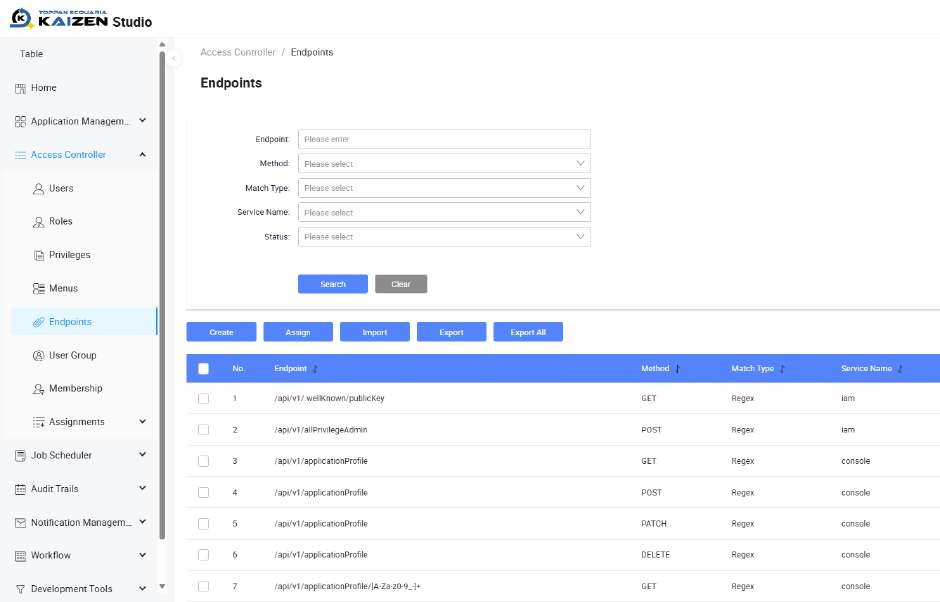 TOPPAN ECQUARIA
KAIZEN Studio
Table
Home
Application Managem...
Access Controller
Users
Roles
Privileges
Menus
Endpoints
User Group
Membership
Assignments
Job Scheduler
Audit Trails
Notification Managem...
Workflow
Development Tools
Access Controller / Endpoints
Endpoints
Endpoint: Please enter
Method: Please select
Match Type: Please select
Service Name: Please select
Status: Please select
Search Clear
Create Assign Import Export Export All
No. Endpoint Method Match Type Service Name
1 /api/v1/.wellKnown/publicKey GET Regex iam
2 /api/v1/allPrivilegeAdmin POST Regex iam
3 /api/v1/applicationProfile GET Regex console
4 /api/v1/applicationProfile POST Regex console
5 /api/v1/applicationProfile PATCH Regex console
6 /api/v1/applicationProfile DELETE Regex console
7 /api/v1/applicationProfile/[A-Za-z0-9_-]+ GET Regex console